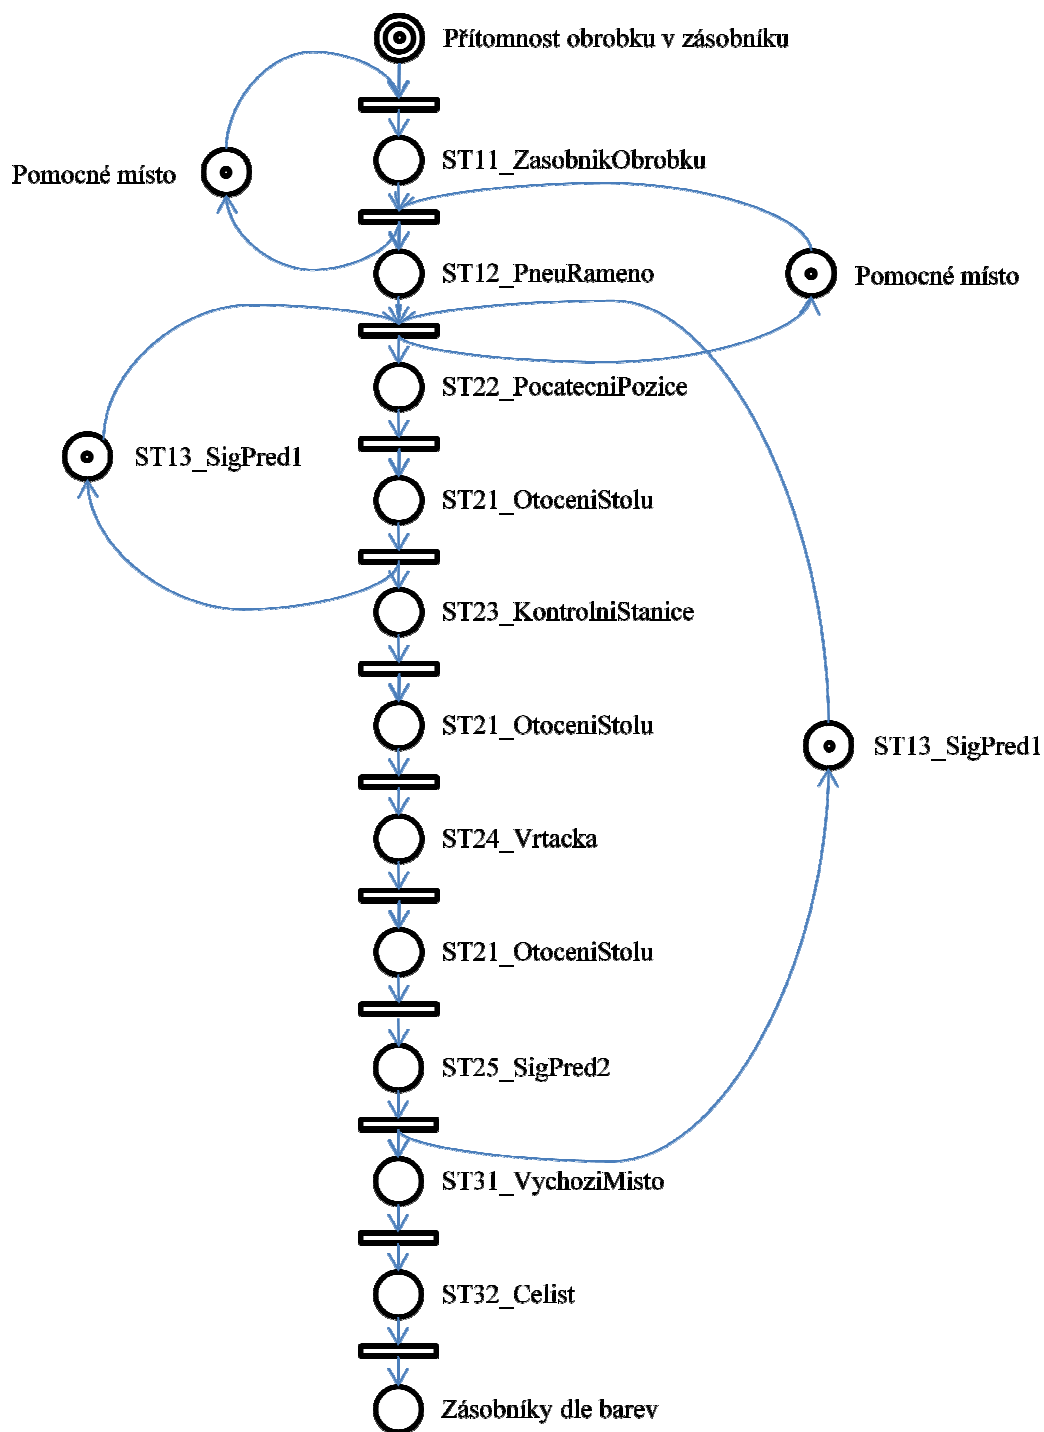 Přítomnost obrobku v zásobníku
ST11_ZasobnikObrobku
Pomocné místo
ST12_PneuRameno
Pomocné místo
ST22_PocatecniPozice
ST13_SigPred1
ST21_OtoceniStolu
ST23_KontrolniStanice
ST21_OtoceniStolu
ST13_SigPred1
ST24_Vrtacka
ST21_OtoceniStolu
ST25_SigPred2
ST31_VychoziMisto
ST32_Celist
Zásobníky dle barev